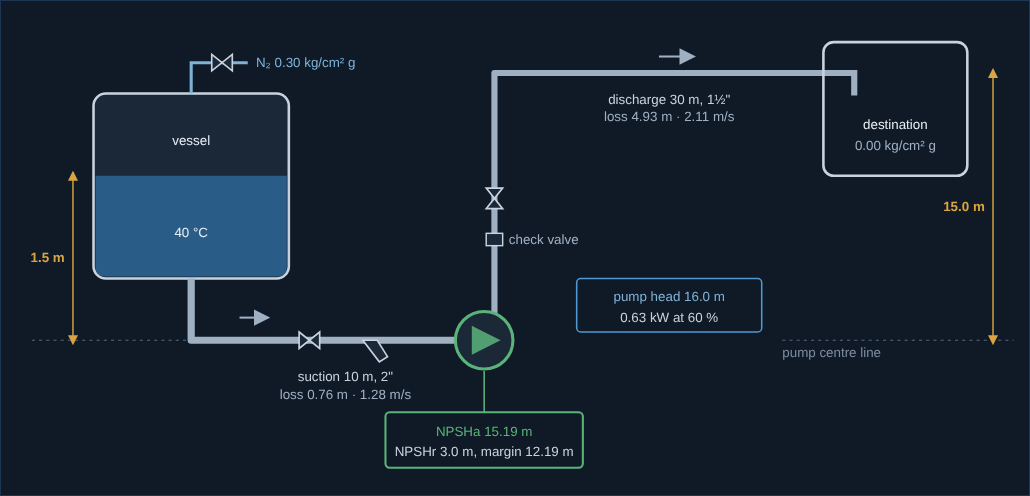 N₂ 0.30 kg/cm² g
vessel
40 °C
1.5 m
suction 10 m, 2"
loss 0.76 m · 1.28 m/s
NPSHa 15.19 m
NPSHr 3.0 m, margin 12.19 m
check valve
discharge 30 m, 1½"
loss 4.93 m · 2.11 m/s
pump head 16.0 m
0.63 kW at 60 %
destination
0.00 kg/cm² g
15.0 m
pump centre line